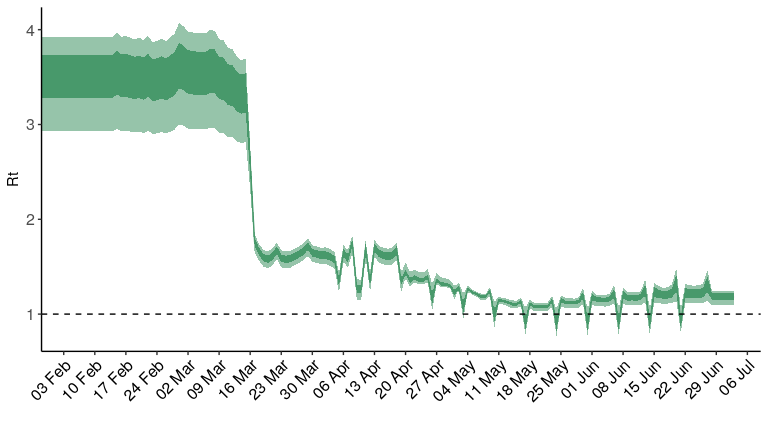 4
3
2
1
Rt
03 Feb
10 Feb
17 Feb
24 Feb
02 Mar
09 Mar
16 Mar
23 Mar
30 Mar
06 Apr
13 Apr
20 Apr
27 Apr
04 May
11 May
18 May
25 May
01 Jun
08 Jun
15 Jun
22 Jun
29 Jun
06 Jul